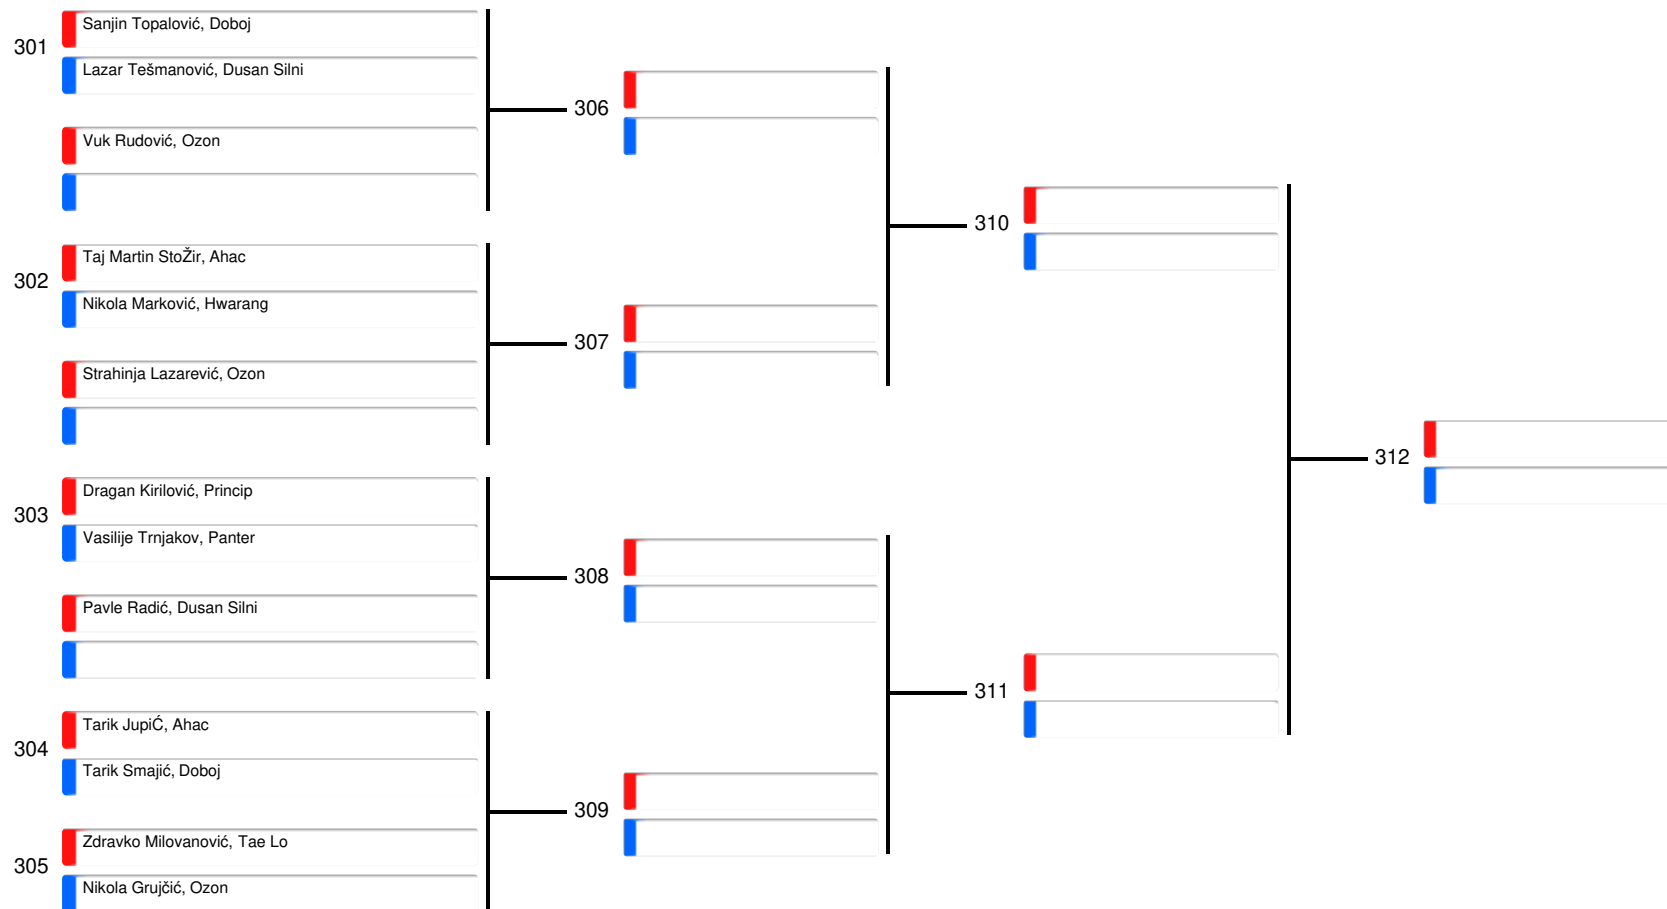 301
Sanjin Topalović, Doboj
Lazar Tešmanović, Dusan Silni
Vuk Rudović, Ozon
302
Taj Martin StoŽir, Ahac
Nikola Marković, Hwarang
Strahinja Lazarević, Ozon
303
Dragan Kirilović, Princip
Vasilije Trnjakov, Panter
Pavle Radić, Dusan Silni
304
Tarik JupiĆ, Ahac
Tarik Smajić, Doboj
305
Zdravko Milovanović, Tae Lo
Nikola Grujčić, Ozon
306
307
308
309
310
311
312